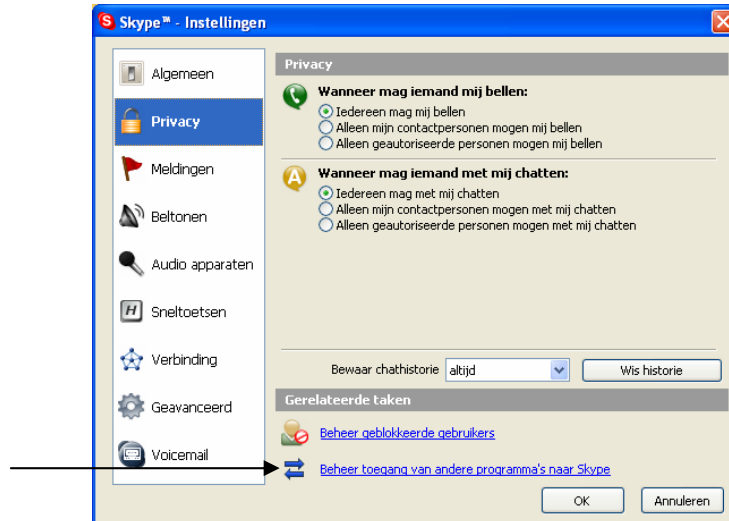 Skype™ - Instellingen
Algemeen
Privacy
Meldingen
Beltonen
Audio apparaten
H Sneltoetsen
Verbinding
Geavanceerd
Voicemail
Privacy
Wanneer mag iemand mij bellen:
Iedereen mag mij bellen
Alleen mijn contactpersonen mogen mij bellen
Alleen geautoriseerde personen mogen mij bellen
A Wanneer mag iemand met mij chatten:
Iedereen mag met mij chatten
Alleen mijn contactpersonen mogen met mij chatten
Alleen geautoriseerde personen mogen met mij chatten
Bewaar chathistorie altijd Wis historie
Gerelateerde taken
Beheer geblokkeerde gebruikers
Beheer toegang van andere programma's naar Skype
OK Annuleren